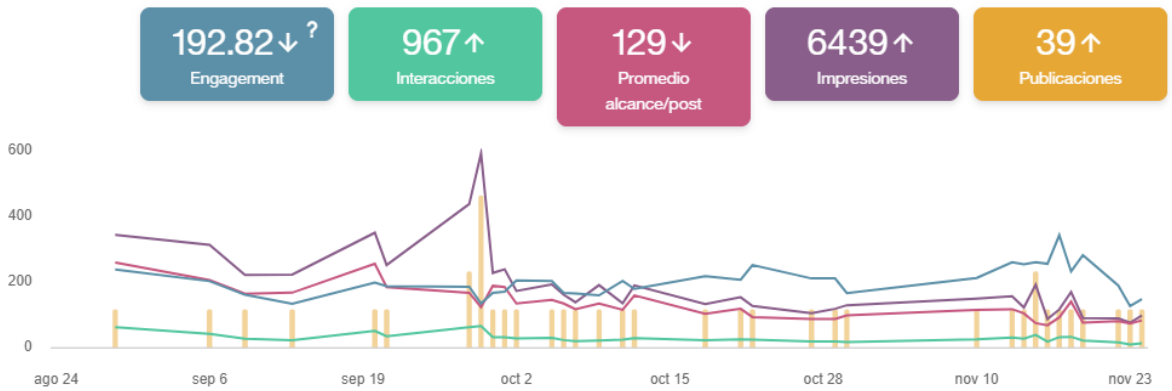 192.82↓ ?
Engagement
967↑
Interacciones
129↓
Promedio
alcance/post
6439↑
Impresiones
39↑
Publicaciones
600
400
200
0
ago 24 sep 6 sep 19 oct 2 oct 15 oct 28 nov 10 nov 23